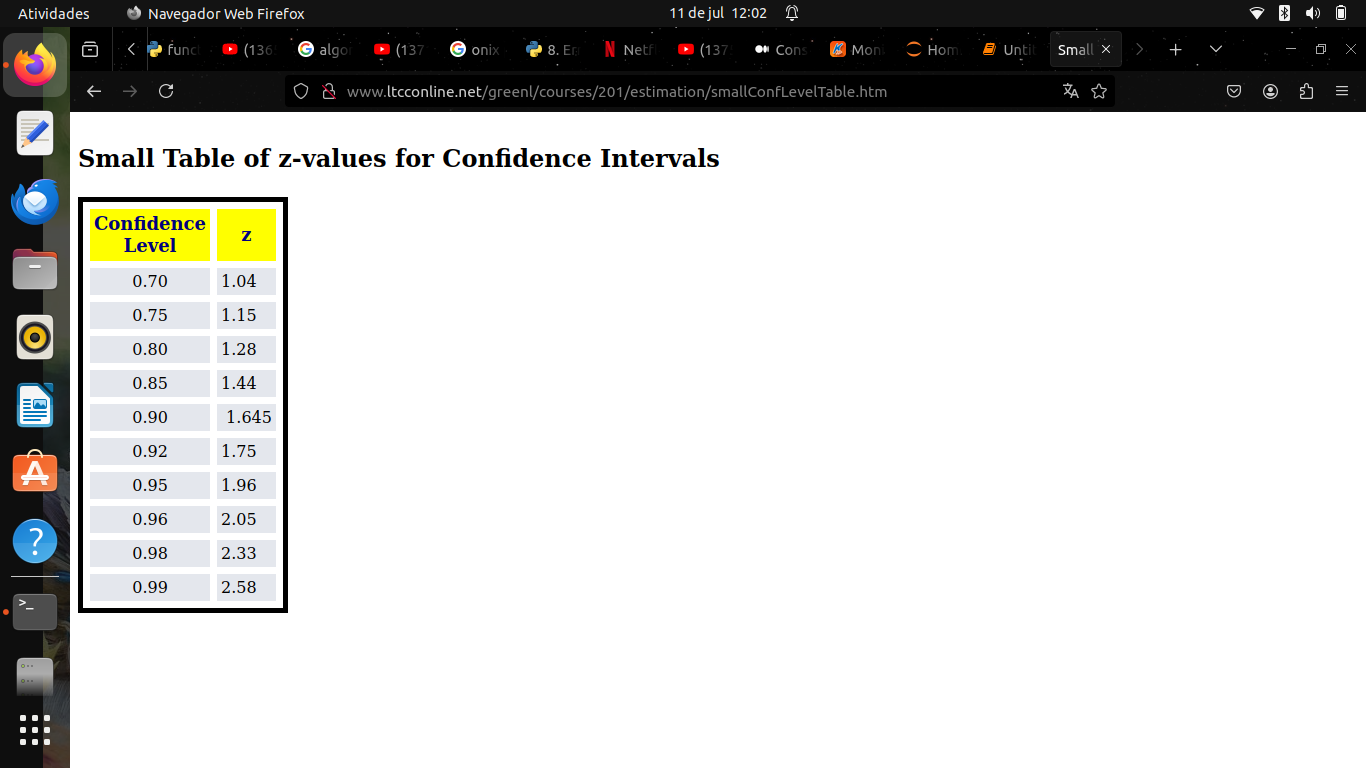 Atividades
Navegador Web Firefox
11 de jul 12:02
(136
algo
(137
onix
8. E
Netf
(137
Cons
Hom
Unti
Small
www.ltcconline.net/greenl/courses/201/estimation/smallConfLevelTable.htm
Small Table of z-values for Confidence Intervals
Confidence Level z
0.70 1.04
0.75 1.15
0.80 1.28
0.85 1.44
0.90 1.645
0.92 1.75
0.95 1.96
0.96 2.05
0.98 2.33
0.99 2.58